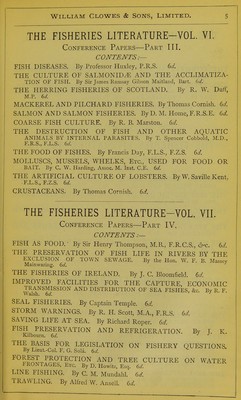 WILLIAM CLOWES & SONS, LIMITED. 5
THE FISHERIES LITERATURE—VOL. VI.
CONFERENCE PAPERS—PART III.
CONTENTS:—
FISH DISEASES. By Professor Huxley, P.R.S. 6d.
THE CULTURE OF SALMONIDÆ AND THE ACCLIMATIZA-
TION OF FISH. By Sir James Ramsay Gibson Maitland, Bart. 6d.
THE HERRING FISHERIES OF SCOTLAND. By R. W. Duff,
M.P. 6d.
MACKEREL AND PILCHARD FISHERIES. By Thomas Cornish. 6d.
SALMON AND SALMON FISHERIES. By D. M. Home, F.R.S.E. 6d.
COARSE FISH CULTURE. By R. B. Marston. 6d.
THE DESTRUCTION OF FISH AND OTHER AQUATIC
ANIMALS BY INTERNAL PARASITES. By T. Spencer Cobbold, M.D.,
F.R.S., F.L.S. 6d.
THE FOOD OF FISHES. By Francis Day, F.L.S., F.Z.S. 6d.
MOLLUSCS, MUSSELS, WHELKS, ETC., USED FOR FOOD OR
BAIT. By C. W. Harding, Assoc. M. Inst. C.E. 6d.
THE ARTIFICIAL CULTURE OF LOBSTERS. By W. Saville Kent,
F.L.S., F.Z.S. 6d.
CRUSTACEANS. By Thomas Cornish. 6d.
THE FISHERIES LITERATURE—VOL. VII.
CONFERENCE PAPERS—PART IV.
CONTENTS:—
FISH AS FOOD. By Sir Henry Thompson, M.B., F.R.C.S., &c. 6d.
THE PRESERVATION OF FISH LIFE IN RIVERS BY THE
EXCLUSION OF TOWN SEWAGE. By the Hon. W. F. B. Massey
Mainwaring. 6d.
THE FISHERIES OF IRELAND. By J. C. Bloomfield. 6d.
IMPROVED FACILITIES FOR THE CAPTURE, ECONOMIC
TRANSMISSION AND DISTRIBUTION OF SEA FISHES, &c. By R. F.
Walsh. 6d.
SEAL FISHERIES. By Captain Temple. 6d.
STORM WARNINGS. By R. H. Scott, M.A., F.R.S. 6d.
SAVING LIFE AT SEA. By Richard Roper. 6d.
FISH PRESERVATION AND REFRIGERATION. By J. K.
Kilbourn. 6d.
THE BASIS FOR LEGISLATION ON FISHERY QUESTIONS,
By Lieut.-Col. F. G. Solà. 6d.
FOREST PROTECTION AND TREE CULTURE ON WATER
FRONTAGES, ETC. By D. Howitz, Esq. 6d.
LINE FISHING. By C. M. Mundahl. 6d.
TRAWLING. By Alfred W. Ansell. 6d.